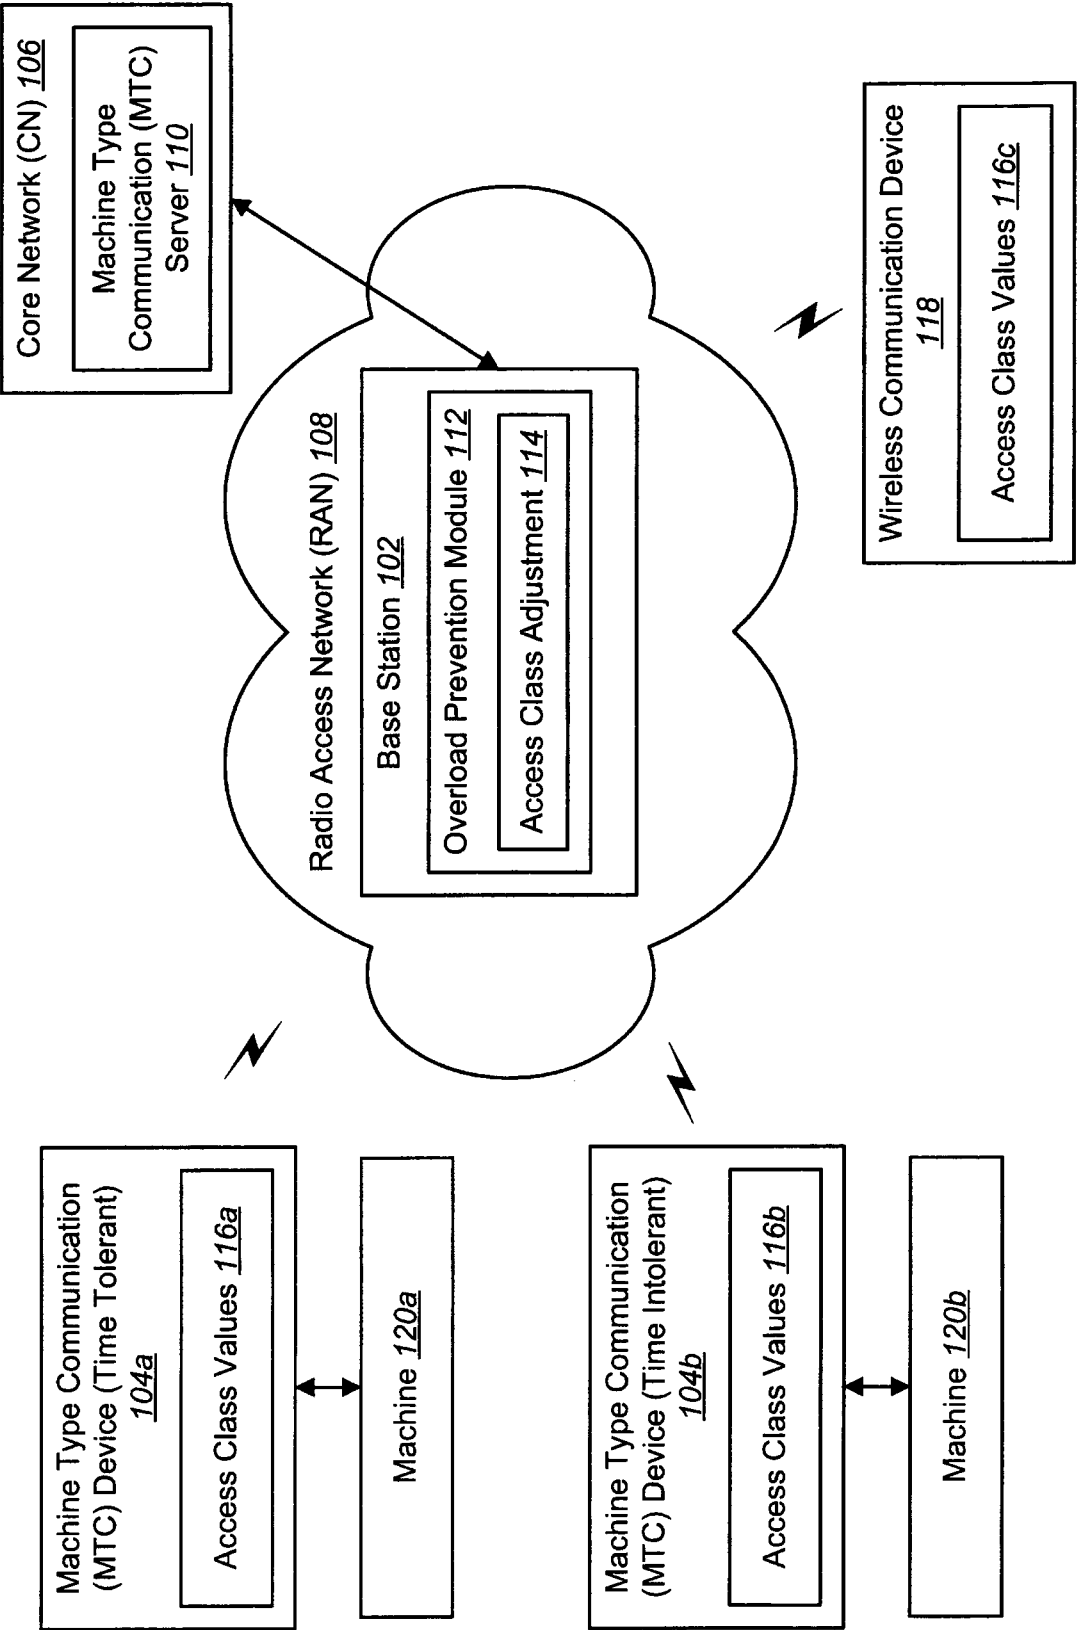 Machine Type Communication
(MTC) Device (Time Tolerant)
104a
Access Class Values 116a
Machine 120a
Machine Type Communication
(MTC) Device (Time Intolerant)
104b
Access Class Values 116b
Machine 120b
Radio Access Network (RAN) 108
Base Station 102
Overload Prevention Module 112
Access Class Adjustment 114
Core Network (CN) 106
Machine Type
Communication (MTC)
Server 110
Wireless Communication Device
118
Access Class Values 116c